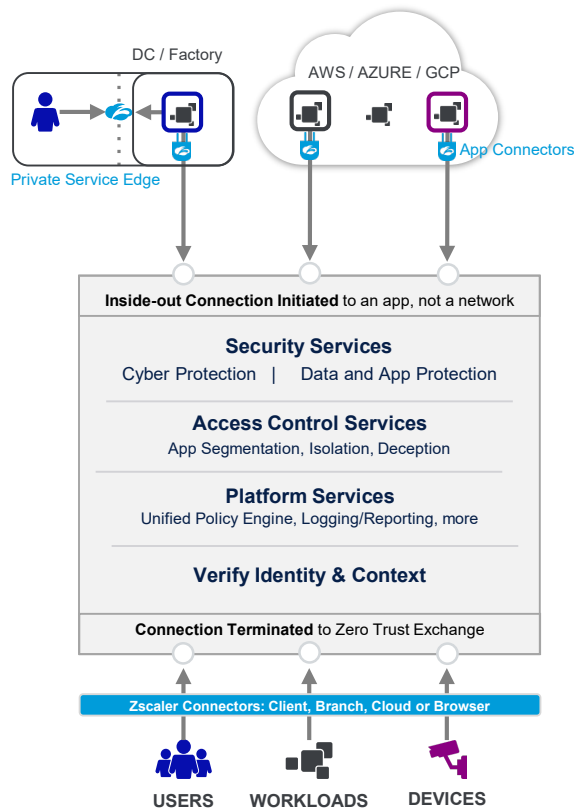 DC / Factory
AWS / AZURE / GCP
Private Service Edge
App Connectors
Inside-out Connection Initiated to an app, not a network
Security Services
Cyber Protection | Data and App Protection
Access Control Services
App Segmentation, Isolation, Deception
Platform Services
Unified Policy Engine, Logging/Reporting, more
Verify Identity & Context
Connection Terminated to Zero Trust Exchange
Zscaler Connectors: Client, Branch, Cloud or Browser
USERS
WORKLOADS
DEVICES